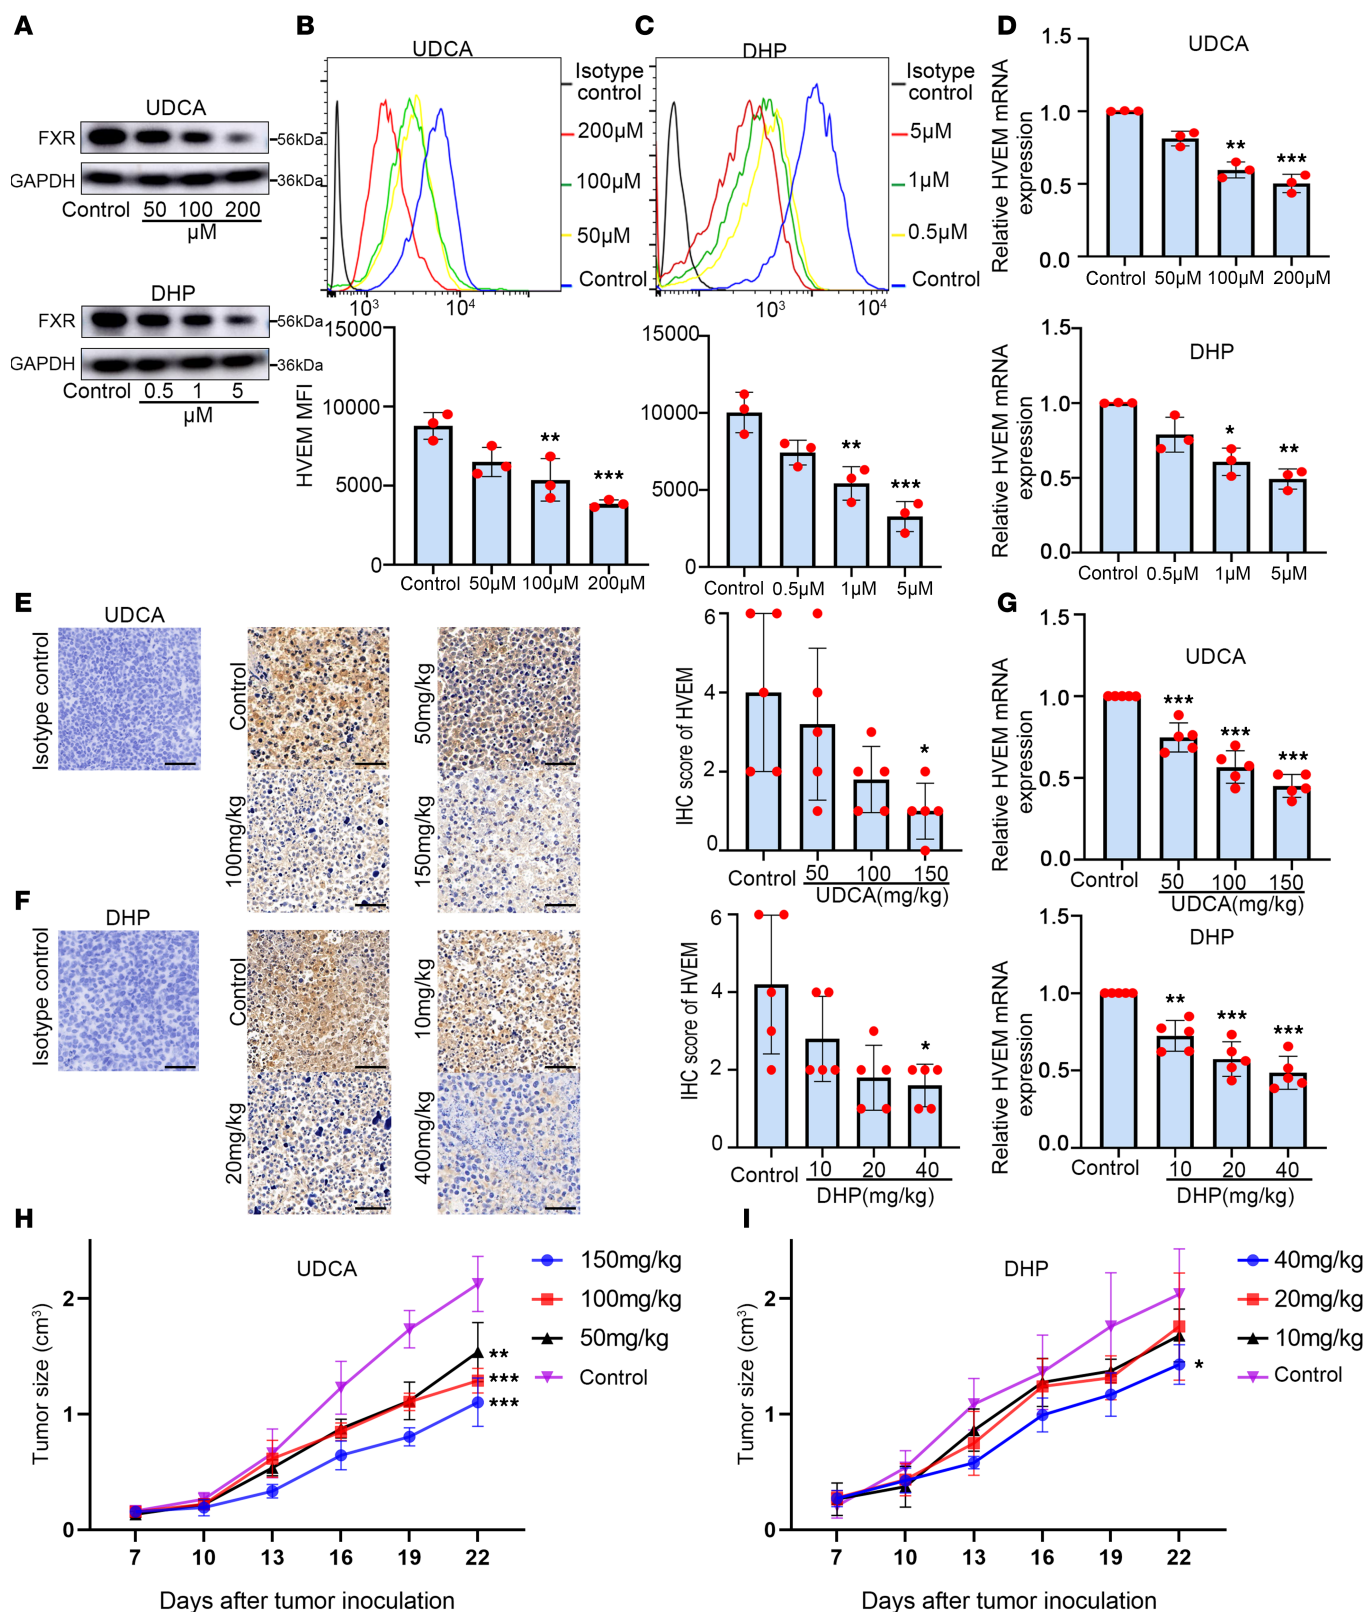 A
UDCA
FXR
56kDa
GAPDH
36kDa
Control 50 100 200
µM
DHP
FXR
56kDa
GAPDH
36kDa
Control 0.5 1 5
µM
B
UDCA
Isotype
control
200µM
100µM
50µM
Control
10³ 10⁴
HVEM MFI
15000
10000
5000
0
** ***
Control 50µM 100µM 200µM
C
DHP
Isotype
control
5µM
1µM
0.5µM
Control
10³ 10⁴
15000
10000
5000
0
** ***
Control 0.5µM 1µM 5µM
D
UDCA
Relative HVEM mRNA
expression
1.5
1.0
0.5
0.0
** ***
Control 50µM 100µM 200µM
DHP
Relative HVEM mRNA
expression
1.5
1.0
0.5
0.0
* **
Control 0.5µM 1µM 5µM
E
UDCA
Isotype control
Control
50mg/kg
100mg/kg
150mg/kg
IHC score of HVEM
6
4
2
0
*
Control 50 100 150
UDCA(mg/kg)
F
DHP
Isotype control
Control
10mg/kg
20mg/kg
400mg/kg
IHC score of HVEM
6
4
2
0
*
Control 10 20 40
DHP(mg/kg)
G
UDCA
Relative HVEM mRNA
expression
1.5
1.0
0.5
0.0
*** *** ***
Control 50 100 150
UDCA(mg/kg)
DHP
Relative HVEM mRNA
expression
1.5
1.0
0.5
0.0
** *** ***
Control 10 20 40
DHP(mg/kg)
H
UDCA
Tumor size (cm³)
2
1
0
7 10 13 16 19 22
Days after tumor inoculation
150mg/kg
100mg/kg
50mg/kg
Control
**
***
***
I
DHP
Tumor size (cm³)
2
1
0
7 10 13 16 19 22
Days after tumor inoculation
40mg/kg
20mg/kg
10mg/kg
Control
*